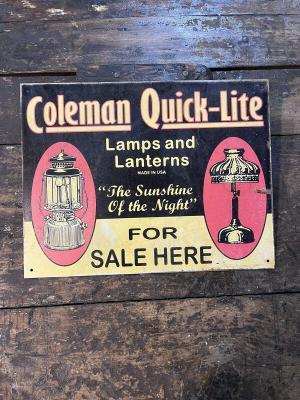 Coleman Quick-Lite
Lamps and
Lanterns
MADE IN USA
"The Sunshine
Of the Night"
FOR
SALE HERE